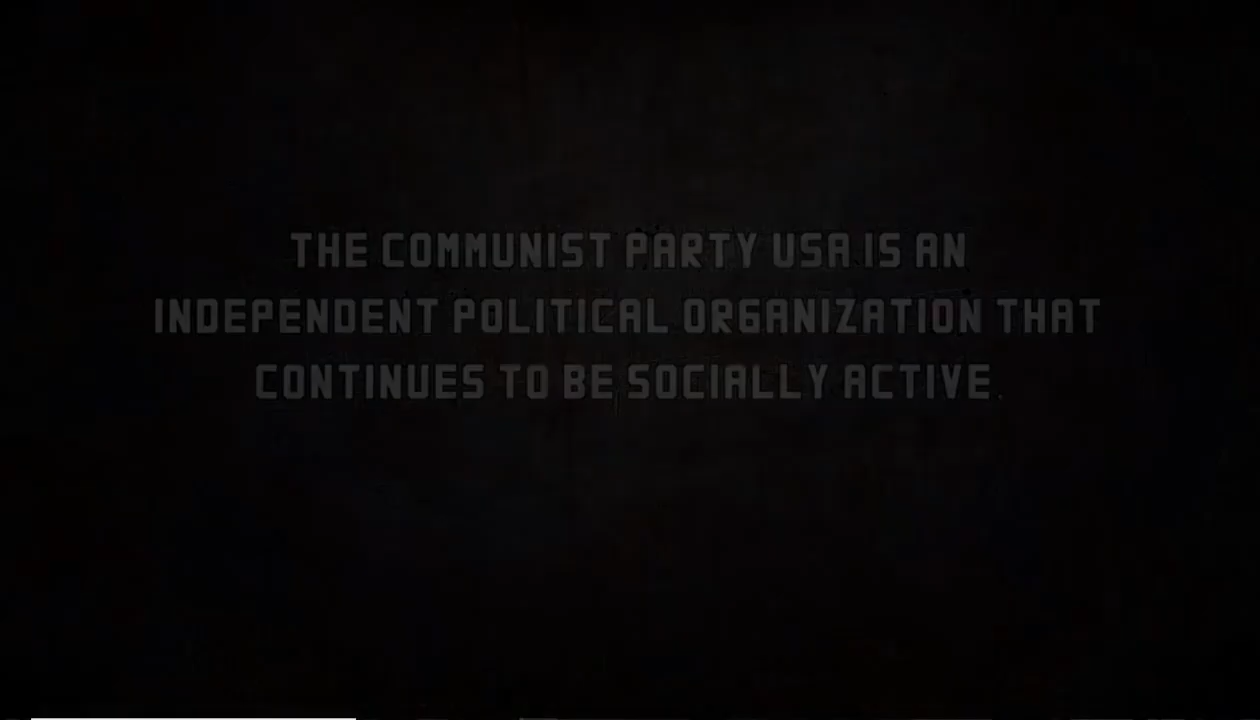 THE COMMUNIST PARTY USA IS AN
INDEPENDENT POLITICAL ORGANIZATION THAT
CONTINUES TO BE SOCIALLY ACTIVE.